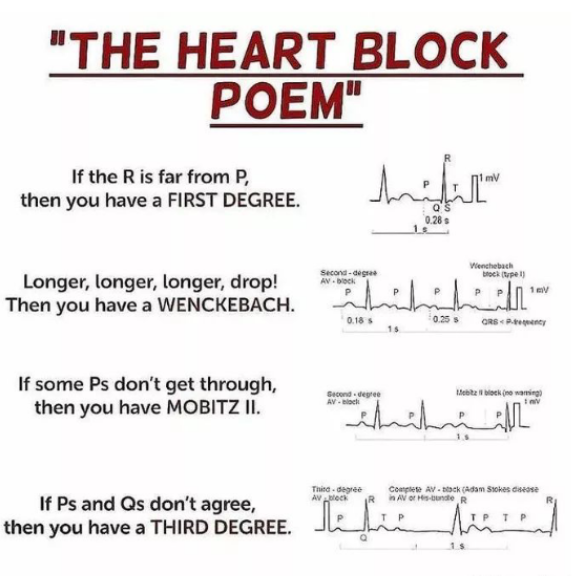 "THE HEART BLOCK
POEM"
If the R is far from P,
then you have a FIRST DEGREE.
R
P
T
1 mV
Q S
0.28 s
1 s
Longer, longer, longer, drop!
Then you have a WENCKEBACH.
Second - degree
AV - block
Wenckebach
block (type I)
P P P P P
1 mV
0.18 s
0.25 s
QRS < P-frequency
1 s
If some Ps don't get through,
then you have MOBITZ II.
Second - degree
AV - block
Mobitz II block (no warning)
1 mV
P P P P
1 s
If Ps and Qs don't agree,
then you have a THIRD DEGREE.
Third - degree
AV - block
Complete AV - block (Adam Stokes disease
in AV or His-bundle
R R R
P T P T P T P
Q
1 s